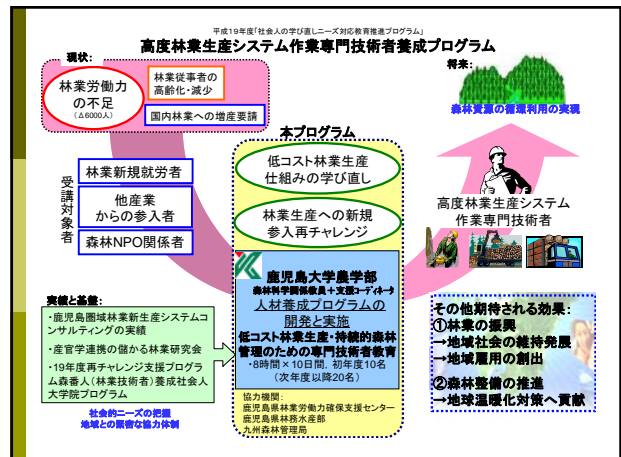 平成19年度「社会人の学び直しニーズ対応教育推進プログラム」
高度林業生産システム作業専門技術者養成プログラム
現状：
林業労働力
の不足
（Δ6000人）
林業従事者の
高齢化・減少
国内林業への増産要請
将来：
森林資源の循環利用の実現
本プログラム
低コスト林業生産
仕組みの学び直し
林業生産への新規
参入再チャレンジ
受講対象者
林業新規就労者
他産業
からの参入者
森林NPO関係者
高度林業生産システム
作業専門技術者
鹿児島大学農学部
森林科学関係教員＋支援コーディネータ
人材養成プログラムの
開発と実施
低コスト林業生産・持続的森林
管理のための専門技術者教育
・8時間×10日間，初年度10名
（次年度以降20名）
協力機関：
鹿児島県林業労働力確保支援センター
鹿児島県林務水産部
九州森林管理局
実績と基盤：
・鹿児島圏域林業新生産システムコ
ンサルティングの実績
・産官学連携の儲かる林業研究会
・19年度再チャレンジ支援プログラ
ム森番人（林業技術者）養成社会人
大学院プログラム
社会的ニーズの把握
地域との緊密な協力体制
その他期待される効果：
①林業の振興
→地域社会の維持発展
→地域雇用の創出
②森林整備の推進
→地球温暖化対策へ貢献